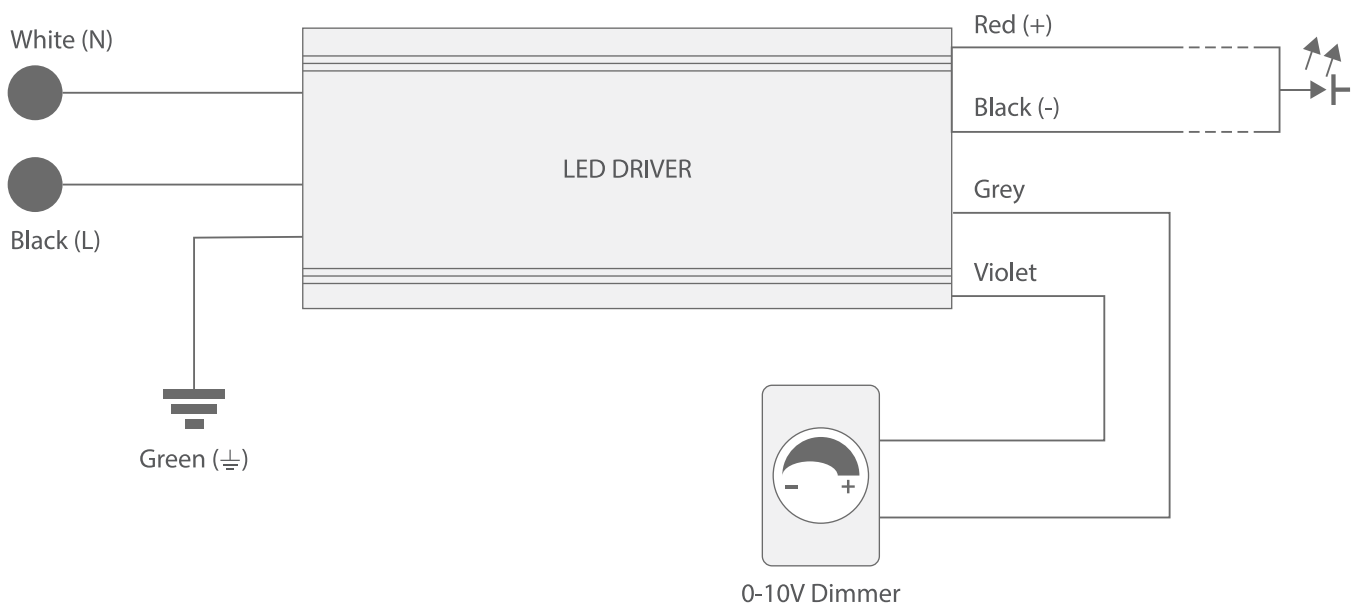 White (N)
Black (L)
Green (⏚)
LED DRIVER
Red (+)
Black (-)
Grey
Violet
- +
0-10V Dimmer